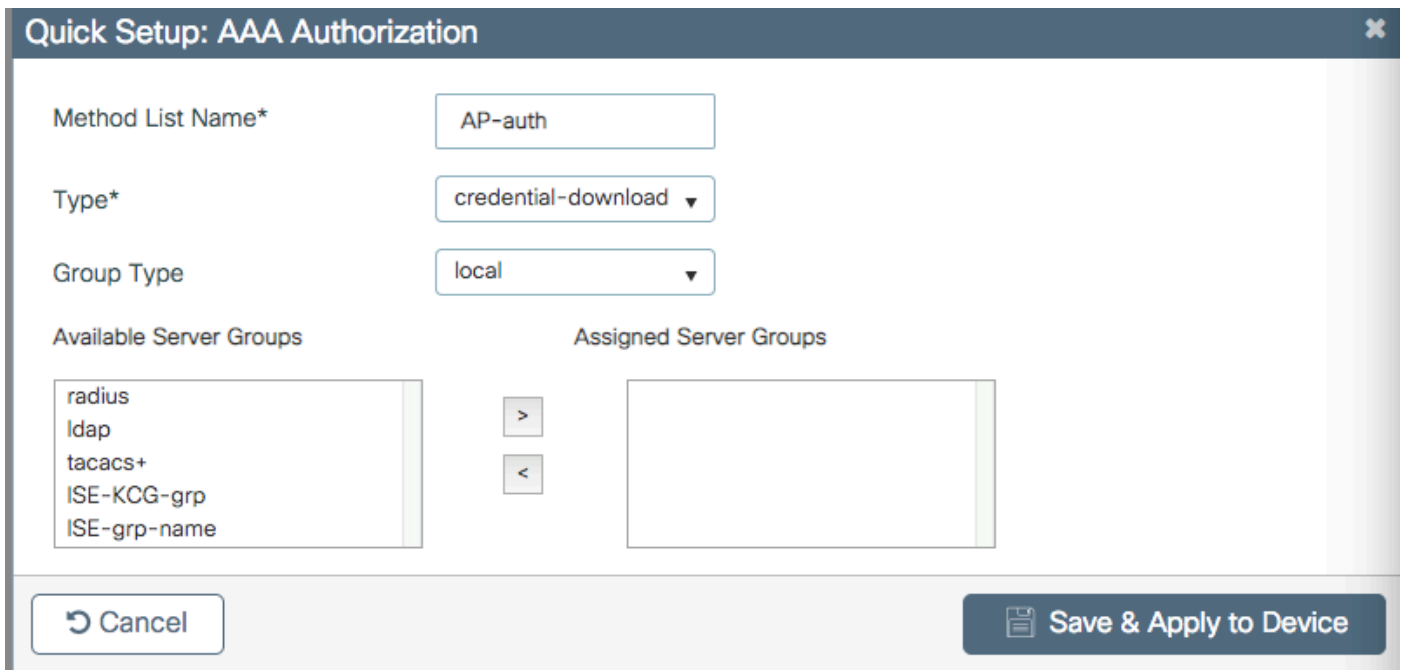 Quick Setup: AAA Authorization
Method List Name* AP-auth
Type* credential-download
Group Type local
Available Server Groups Assigned Server Groups
radius
ldap
tacacs+
ISE-KCG-grp
ISE-grp-name
>
<
Cancel Save & Apply to Device